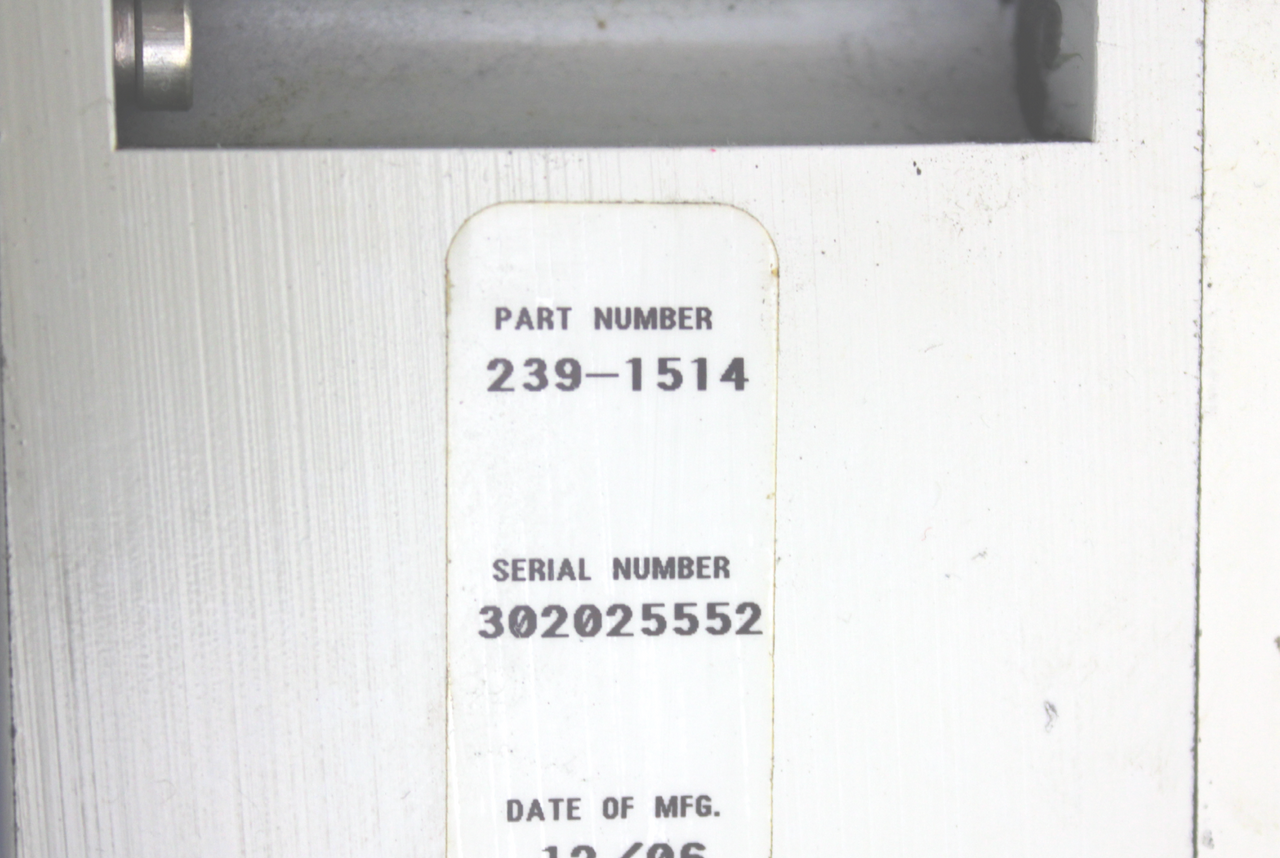 PART NUMBER
239-1514
SERIAL NUMBER
302025552
DATE OF MFG.